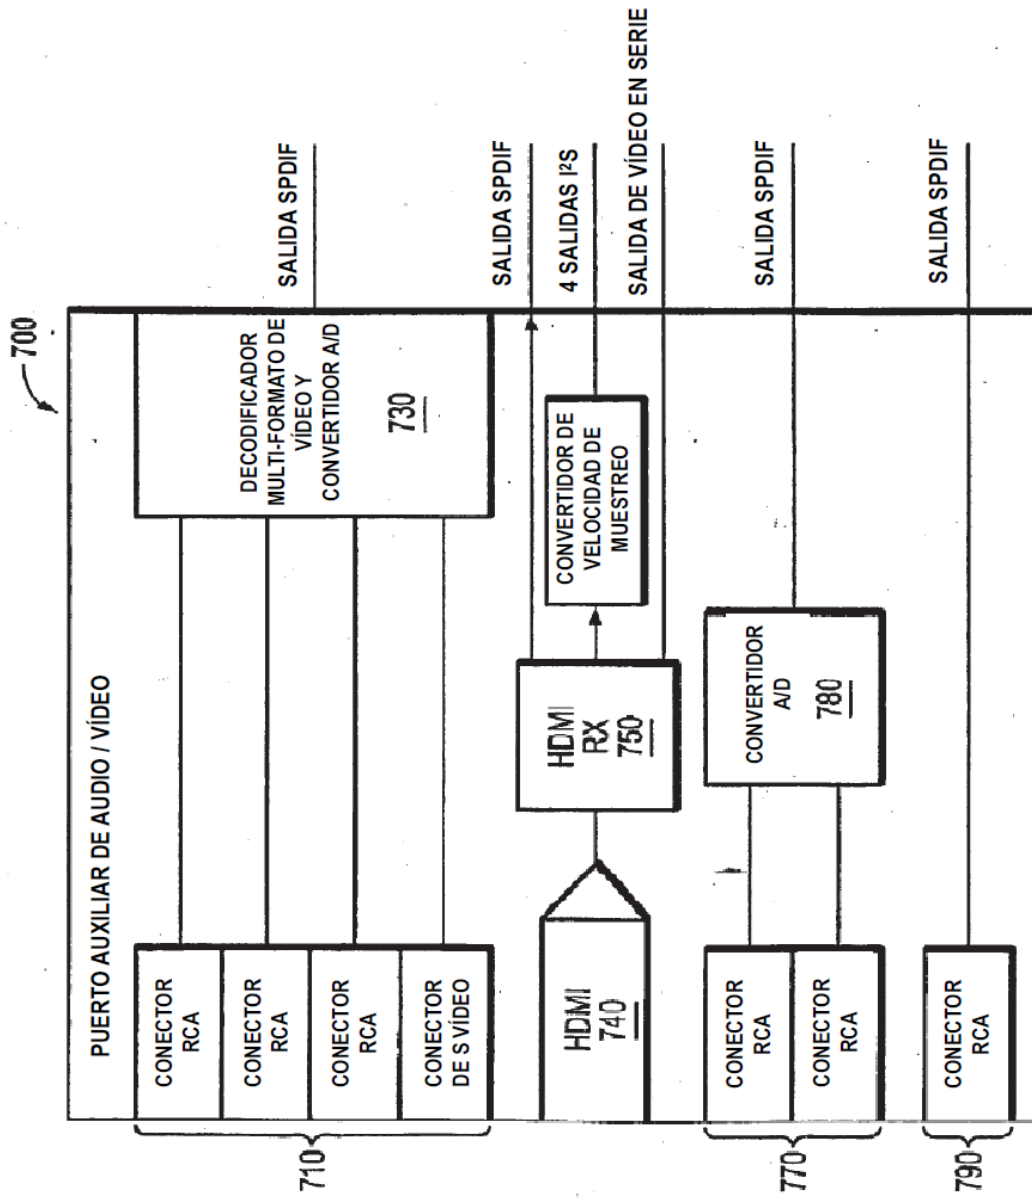 700
PUERTO AUXILIAR DE AUDIO / VÍDEO
710
CONECTOR
RCA
CONECTOR
RCA
CONECTOR
RCA
CONECTOR
DE S VÍDEO
DECODIFICADOR
MULTI-FORMATO DE
VÍDEO Y
CONVERTIDOR A/D
730
SALIDA SPDIF
HDMI
740
HDMI
RX
750
CONVERTIDOR DE
VELOCIDAD DE
MUESTREO
SALIDA SPDIF
4 SALIDAS I²S
SALIDA DE VÍDEO EN SERIE
770
CONECTOR
RCA
CONECTOR
RCA
CONVERTIDOR
A/D
780
SALIDA SPDIF
790
CONECTOR
RCA
SALIDA SPDIF